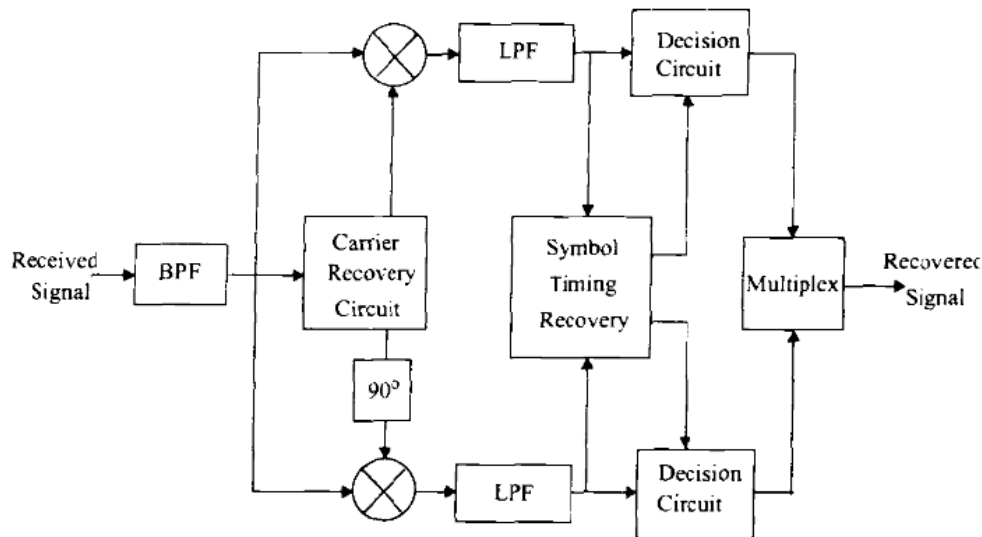 LPF
Decision
Circuit
Received
Signal
BPF
Carrier
Recovery
Circuit
Symbol
Timing
Recovery
Multiplex
Recovered
Signal
90°
LPF
Decision
Circuit